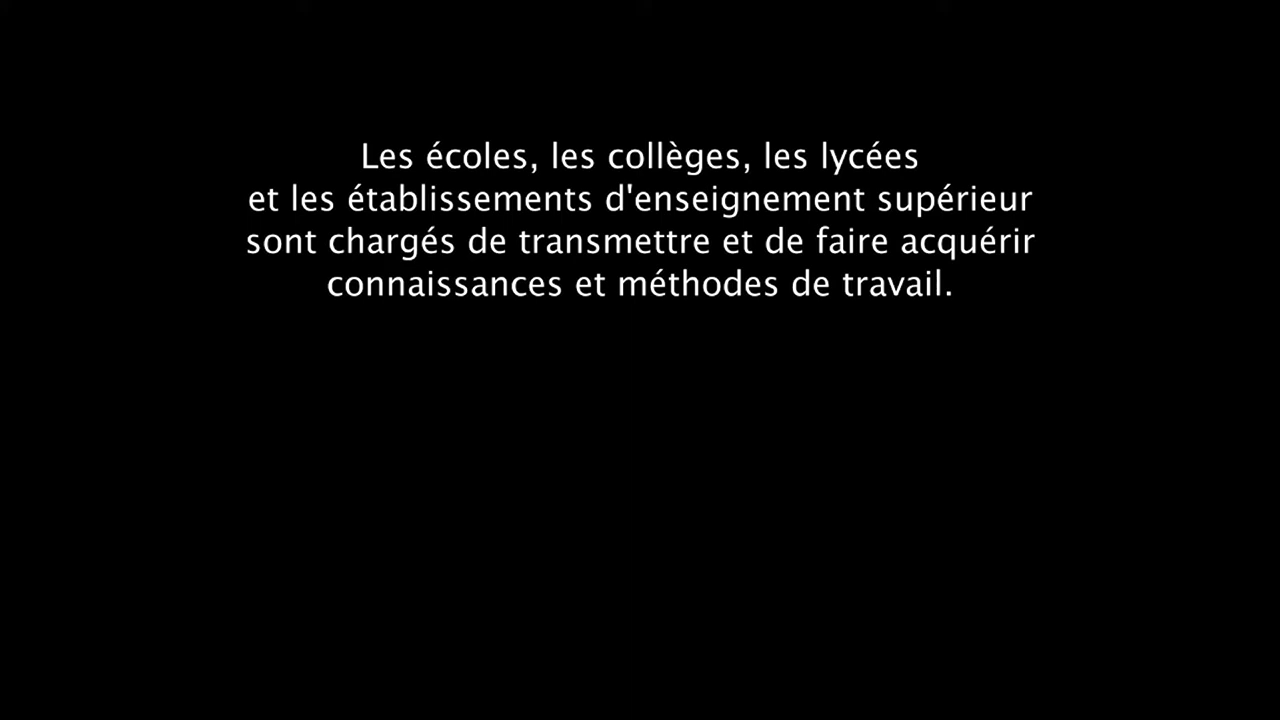 Les écoles, les collèges, les lycées
et les établissements d'enseignement supérieur
sont chargés de transmettre et de faire acquérir
connaissances et méthodes de travail.